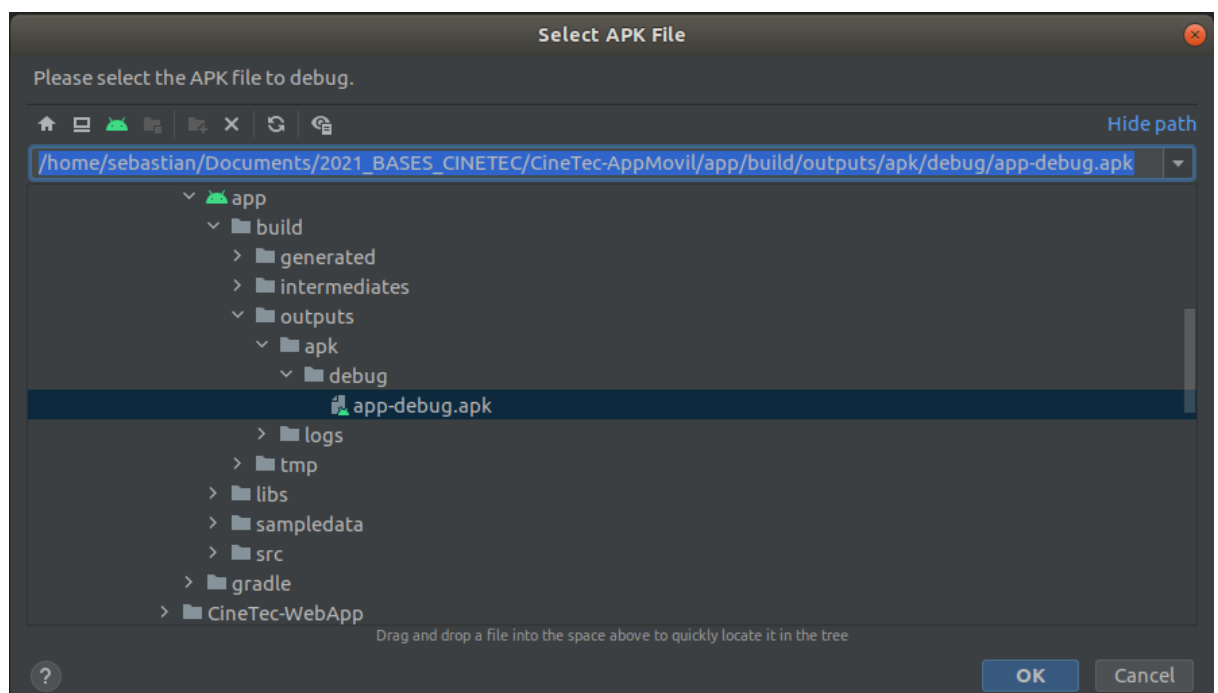 Select APK File
Please select the APK file to debug.
Hide path
/home/sebastian/Documents/2021_BASES_CINETEC/CineTec-AppMovil/app/build/outputs/apk/debug/app-debug.apk
app
build
generated
intermediates
outputs
apk
debug
app-debug.apk
logs
tmp
libs
sampledata
src
gradle
CineTec-WebApp
Drag and drop a file into the space above to quickly locate it in the tree
? OK Cancel